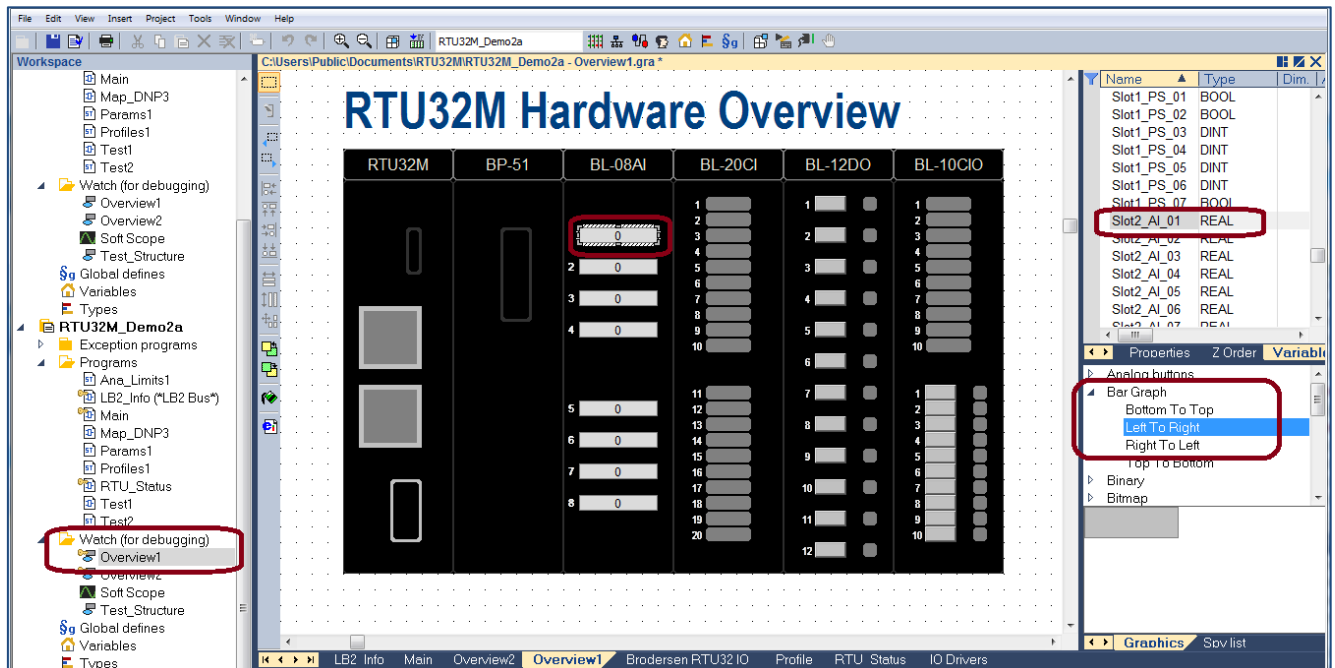 File Edit View Insert Project Tools Window Help
RTU32M_Demo2a
Workspace
Main
Map_DNP3
Params1
Profiles1
Test1
Test2
Watch (for debugging)
Overview1
Overview2
Soft Scope
Test_Structure
Global defines
Variables
Types
RTU32M_Demo2a
Exception programs
Programs
Ana_Limits1
LB2_Info (*LB2 Bus*)
Main
Map_DNP3
Params1
Profiles1
RTU_Status
Test1
Test2
Watch (for debugging)
Overview1
Overview2
Soft Scope
Test_Structure
Global defines
Variables
Types
C:\Users\Public\Documents\RTU32M\RTU32M_Demo2a - Overview1.gra *
RTU32M Hardware Overview
RTU32M BP-51 BL-08AI BL-20CI BL-12DO BL-10CIO
0
2 0
3 0
4 0
5 0
6 0
7 0
8 0
1
2
3
4
5
6
7
8
9
10
11
12
13
14
15
16
17
18
19
20
1
2
3
4
5
6
7
8
9
10
11
12
1
2
3
4
5
6
7
8
9
10
1
2
3
4
5
6
7
8
9
10
LB2 Info Main Overview2 Overview1 Brodersen RTU32 IO Profile RTU Status IO Drivers
Name Type Dim.
Slot1_PS_01 BOOL
Slot1_PS_02 BOOL
Slot1_PS_03 DINT
Slot1_PS_04 DINT
Slot1_PS_05 DINT
Slot1_PS_06 DINT
Slot1_PS_07 BOOL
Slot2_AI_01 REAL
Slot2_AI_02 REAL
Slot2_AI_03 REAL
Slot2_AI_04 REAL
Slot2_AI_05 REAL
Slot2_AI_06 REAL
Slot2_AI_07 REAL
Properties Z Order Variabl
Analog buttons
Bar Graph
Bottom To Top
Left To Right
Right To Left
Top To Bottom
Binary
Bitmap
Graphics Spy list